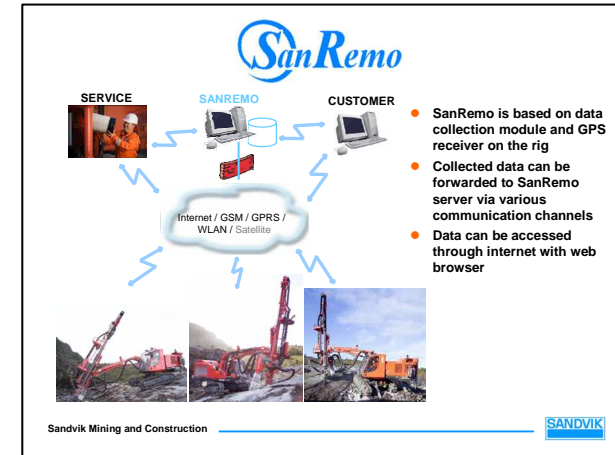 SanRemo
SERVICE
SANREMO
CUSTOMER
Internet / GSM / GPRS /
WLAN / Satellite
● SanRemo is based on data
collection module and GPS
receiver on the rig
● Collected data can be
forwarded to SanRemo
server via various
communication channels
● Data can be accessed
through internet with web
browser
Sandvik Mining and Construction
SANDVIK